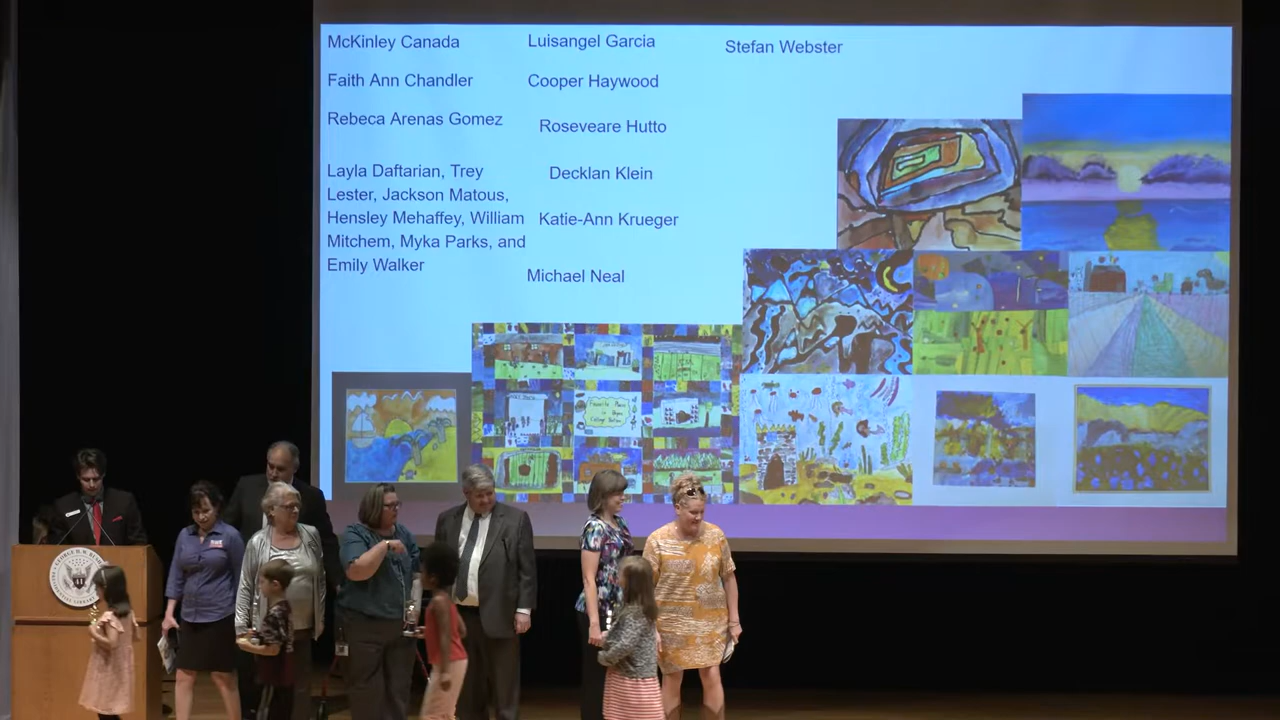 McKinley Canada
Faith Ann Chandler
Rebeca Arenas Gomez
Layla Daftarian, Trey
Lester, Jackson Matous,
Hensley Mehaffey, William
Mitchem, Myka Parks, and
Emily Walker
Luisangel Garcia
Cooper Haywood
Roseveare Hutto
Decklan Klein
Katie-Ann Krueger
Michael Neal
Stefan Webster